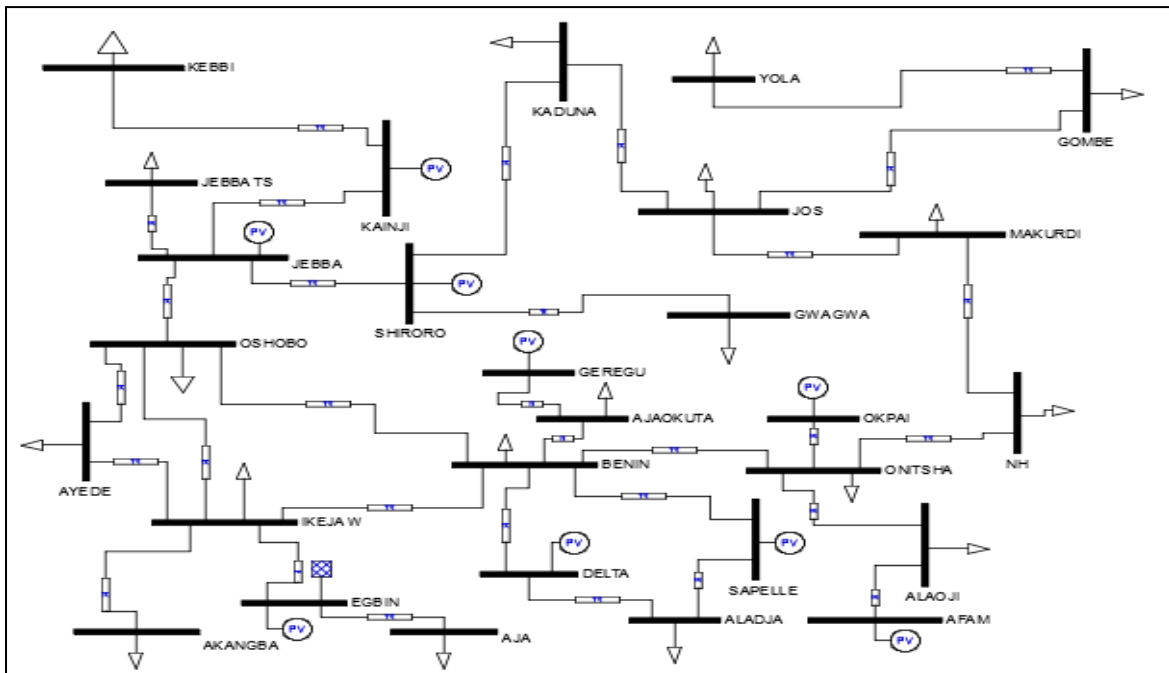 KEBBI
KADUNA
YOLA
GOMBE
JEBBA TS
PV
KAINJI
PV
JEBBA
JOS
MAKURDI
PV
SHIRORO
GWAGWA
OSHOBO
PV
GEREGU
AJAOKUTA
PV
OKPAI
NH
BENIN
ONITSHA
AYEDE
IKEJA W
PV
DELTA
PV
SAPELLE
ALAOJI
EGBIN
PV
AKANGBA
AJA
ALADJA
AFAM
PV